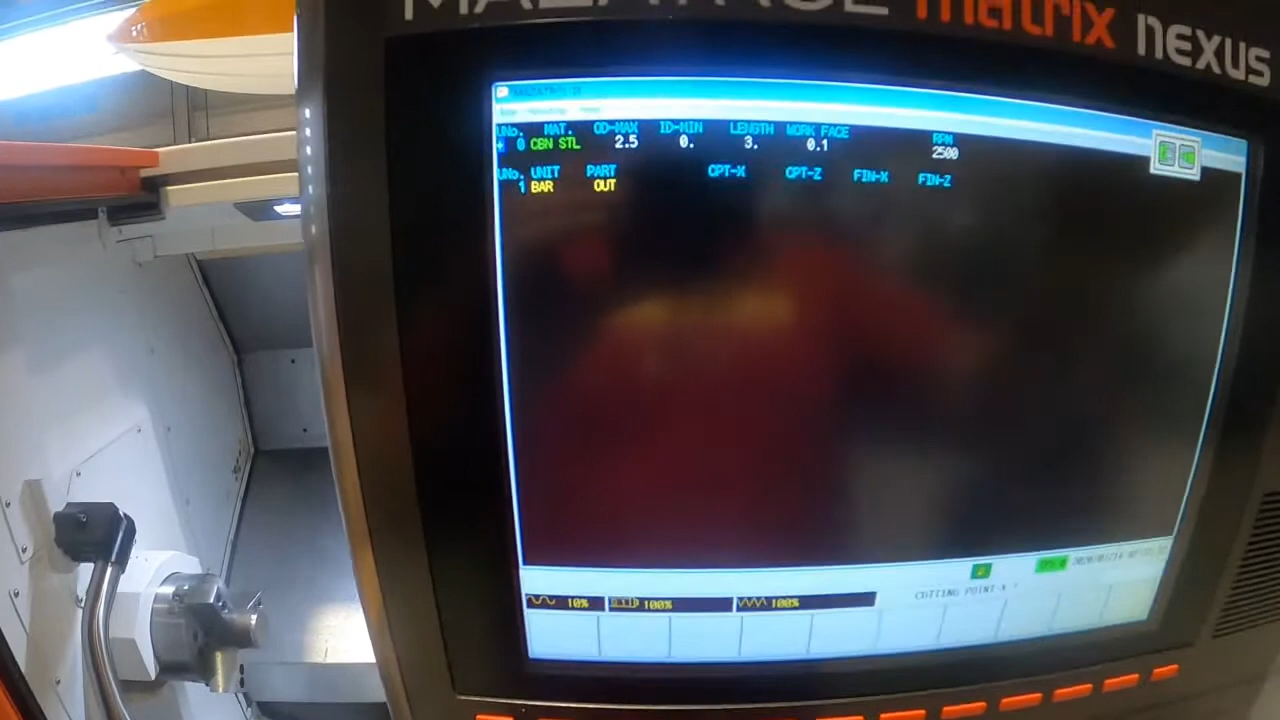 MAZATROL matrix nexus
UNo. MAT. OD-MAX ID-MIN LENGTH WORK FACE RPM
0 CBN STL 2.5 0. 3. 0.1 2500
UNo. UNIT PART CPT-X CPT-Z FIN-X FIN-Z
1 BAR OUT
10% 100% 100%
CUTTING POINT-X ?